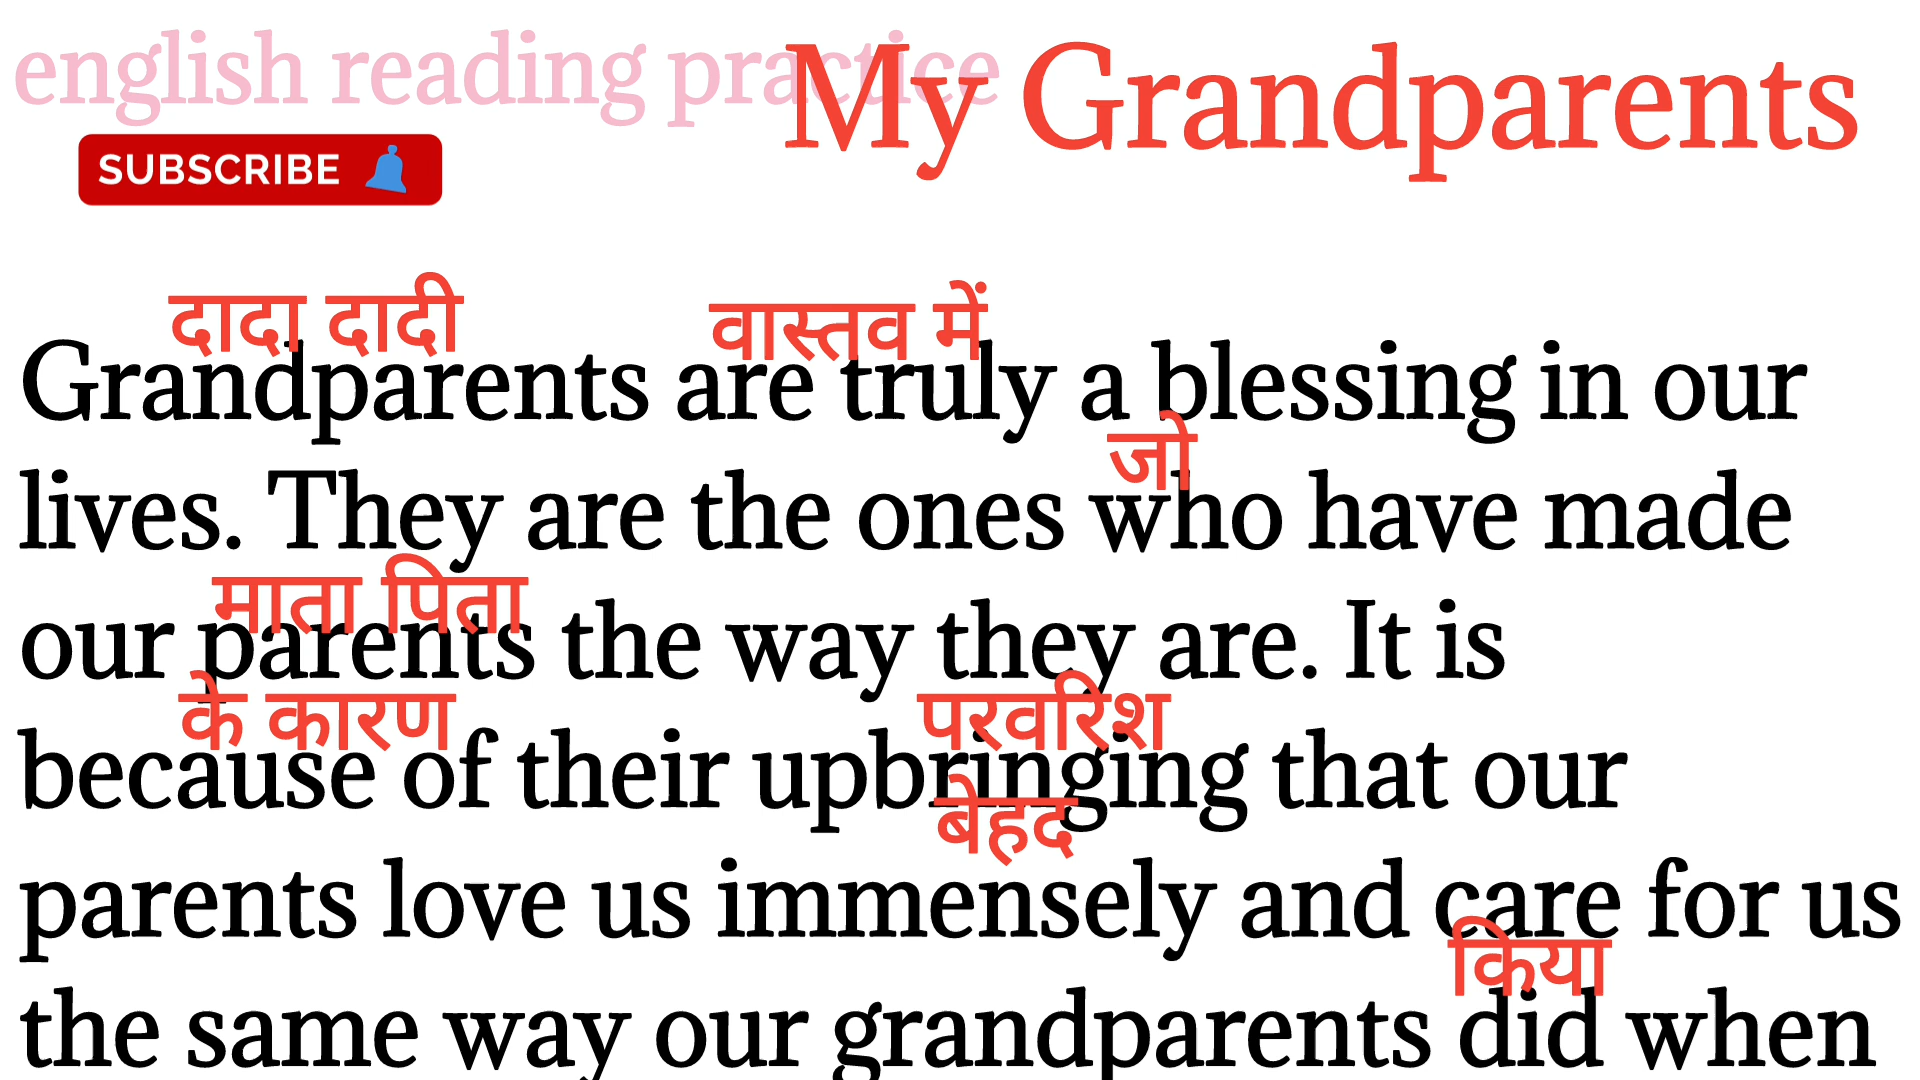 english reading practice
My Grandparents
SUBSCRIBE
दादा दादी वास्तव में
Grandparents are truly a blessing in our
जो
lives. They are the ones who have made
माता पिता
our parents the way they are. It is
के कारण परवरिश
because of their upbringing that our
बेहद
parents love us immensely and care for us
किया
the same way our grandparents did when